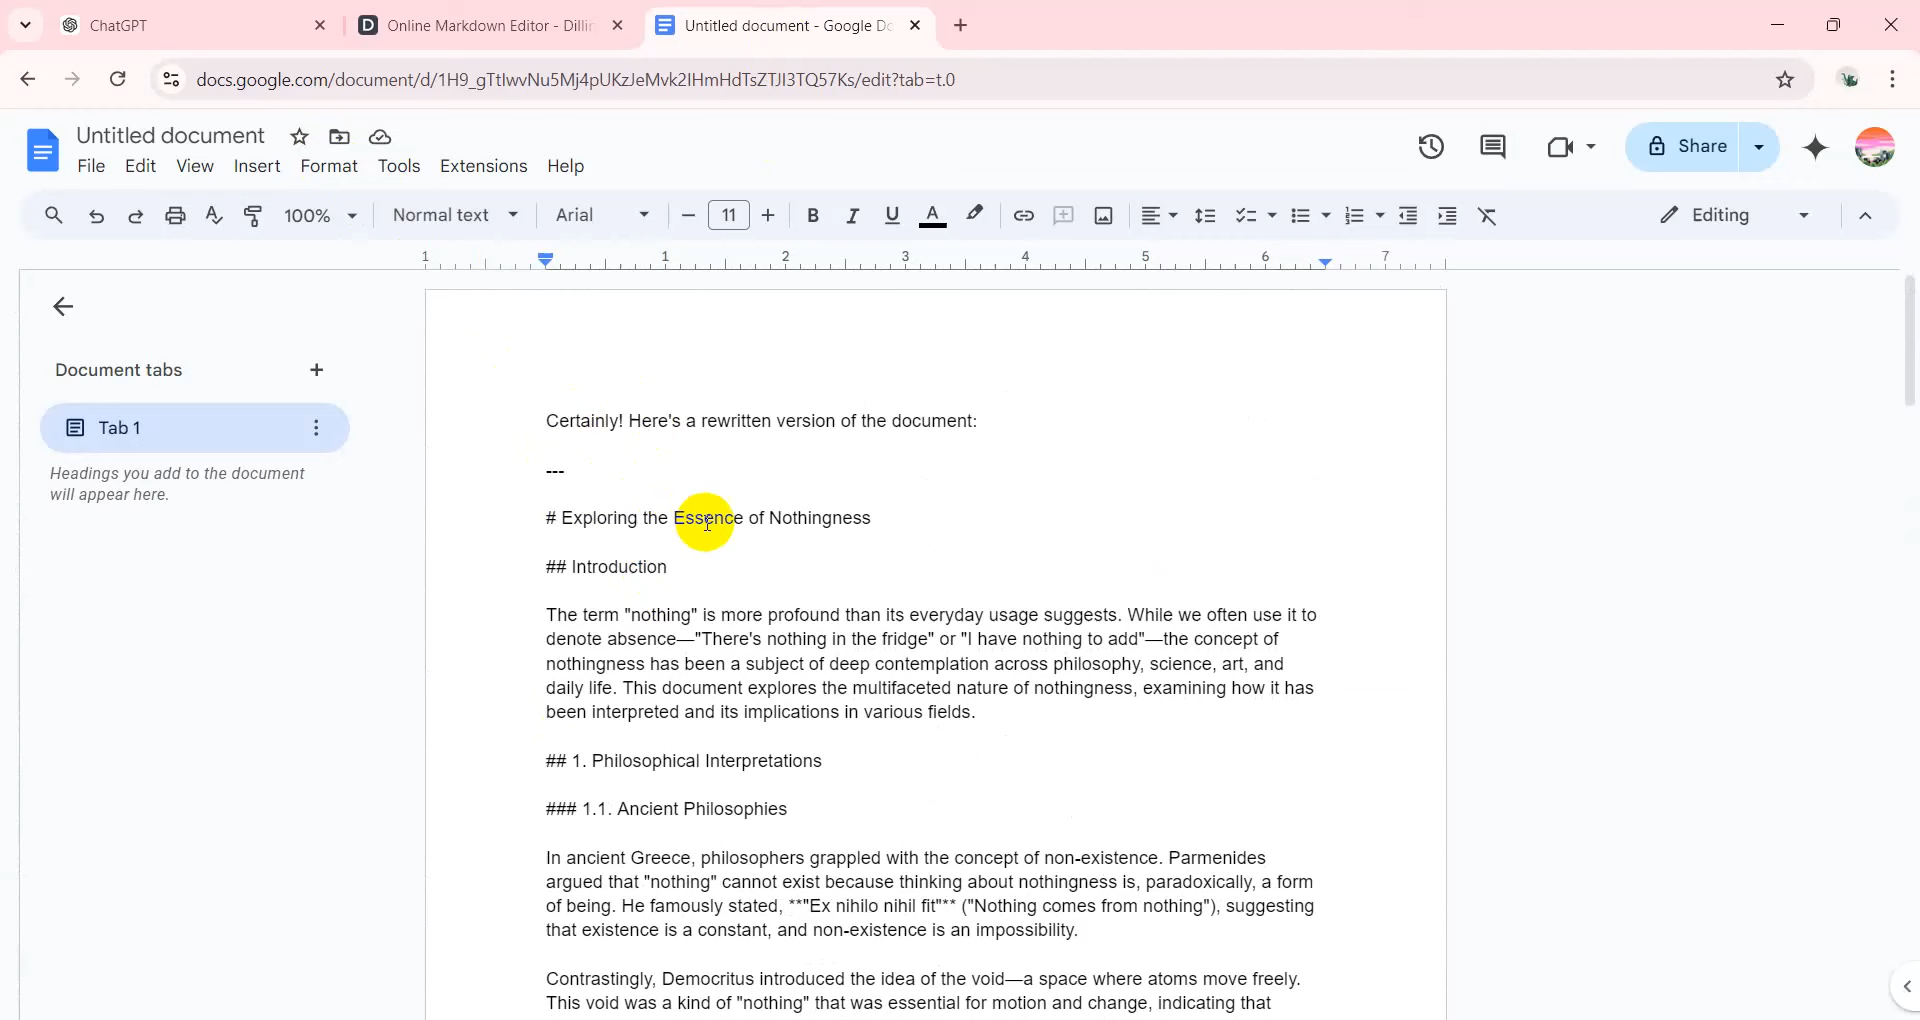 ChatGPT
Online Markdown Editor - Dillin
Untitled document - Google Do
docs.google.com/document/d/1H9_gTtlwvNu5Mj4pUKzJeMvk2IHmHdTsZTJI3TQ57Ks/edit?tab=t.0
Untitled document
File Edit View Insert Format Tools Extensions Help
Share
100% Normal text Arial 11 Editing
1 1 2 3 4 5 6 7
Document tabs
Tab 1
Headings you add to the document
will appear here.
Certainly! Here's a rewritten version of the document:
---
# Exploring the Essence of Nothingness
## Introduction
The term "nothing" is more profound than its everyday usage suggests. While we often use it to
denote absence—"There's nothing in the fridge" or "I have nothing to add"—the concept of
nothingness has been a subject of deep contemplation across philosophy, science, art, and
daily life. This document explores the multifaceted nature of nothingness, examining how it has
been interpreted and its implications in various fields.
## 1. Philosophical Interpretations
### 1.1. Ancient Philosophies
In ancient Greece, philosophers grappled with the concept of non-existence. Parmenides
argued that "nothing" cannot exist because thinking about nothingness is, paradoxically, a form
of being. He famously stated, **"Ex nihilo nihil fit"** ("Nothing comes from nothing"), suggesting
that existence is a constant, and non-existence is an impossibility.
Contrastingly, Democritus introduced the idea of the void—a space where atoms move freely.
This void was a kind of "nothing" that was essential for motion and change, indicating that